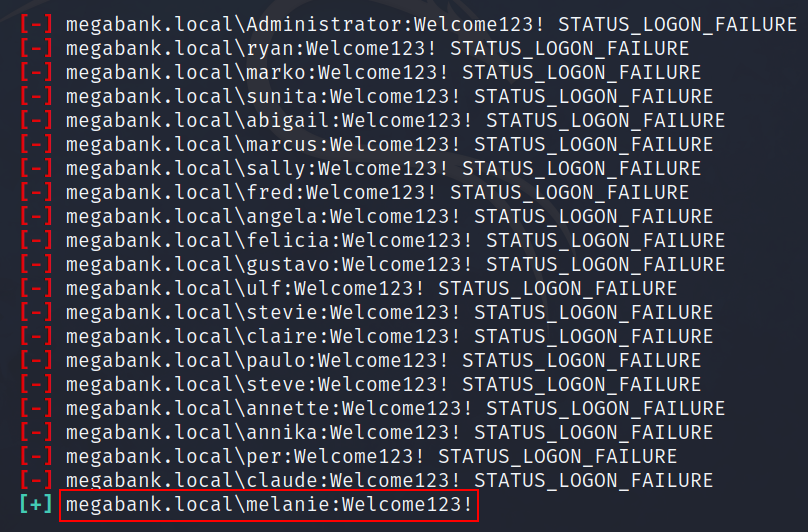 [-] megabank.local\Administrator:Welcome123! STATUS_LOGON_FAILURE
[-] megabank.local\ryan:Welcome123! STATUS_LOGON_FAILURE
[-] megabank.local\marko:Welcome123! STATUS_LOGON_FAILURE
[-] megabank.local\sunita:Welcome123! STATUS_LOGON_FAILURE
[-] megabank.local\abigail:Welcome123! STATUS_LOGON_FAILURE
[-] megabank.local\marcus:Welcome123! STATUS_LOGON_FAILURE
[-] megabank.local\sally:Welcome123! STATUS_LOGON_FAILURE
[-] megabank.local\fred:Welcome123! STATUS_LOGON_FAILURE
[-] megabank.local\angela:Welcome123! STATUS_LOGON_FAILURE
[-] megabank.local\felicia:Welcome123! STATUS_LOGON_FAILURE
[-] megabank.local\gustavo:Welcome123! STATUS_LOGON_FAILURE
[-] megabank.local\ulf:Welcome123! STATUS_LOGON_FAILURE
[-] megabank.local\stevie:Welcome123! STATUS_LOGON_FAILURE
[-] megabank.local\claire:Welcome123! STATUS_LOGON_FAILURE
[-] megabank.local\paulo:Welcome123! STATUS_LOGON_FAILURE
[-] megabank.local\steve:Welcome123! STATUS_LOGON_FAILURE
[-] megabank.local\annette:Welcome123! STATUS_LOGON_FAILURE
[-] megabank.local\annika:Welcome123! STATUS_LOGON_FAILURE
[-] megabank.local\per:Welcome123! STATUS_LOGON_FAILURE
[-] megabank.local\claude:Welcome123! STATUS_LOGON_FAILURE
[+] megabank.local\melanie:Welcome123!